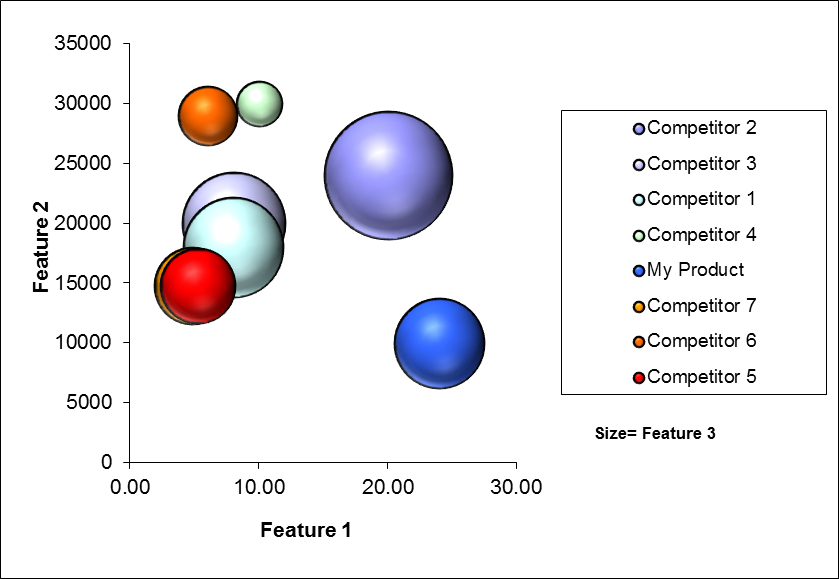 35000
30000
25000
20000
15000
10000
5000
0
0.00 10.00 20.00 30.00
Feature 2
Feature 1
Competitor 2
Competitor 3
Competitor 1
Competitor 4
My Product
Competitor 7
Competitor 6
Competitor 5
Size= Feature 3